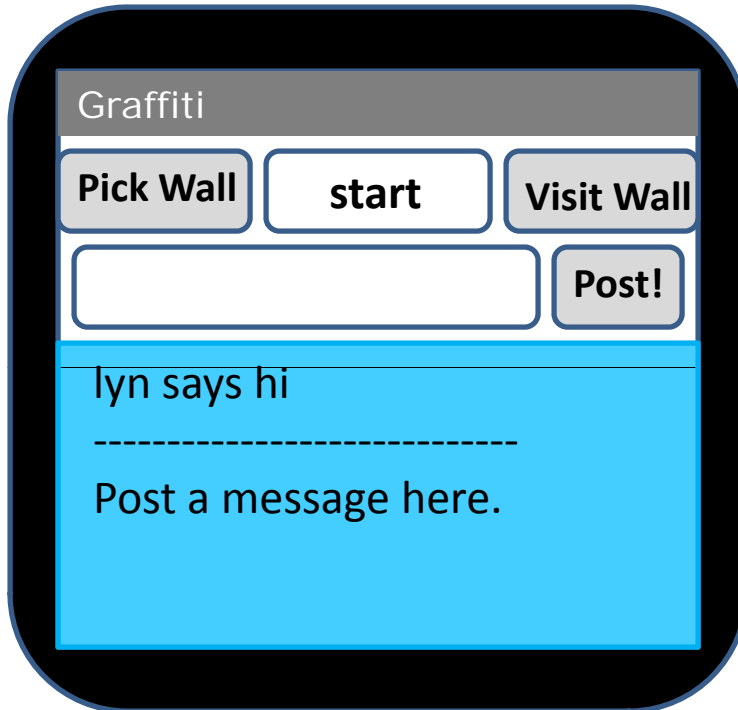 Graffiti
Pick Wall start Visit Wall
Post!
lyn says hi
-----------------------------
Post a message here.